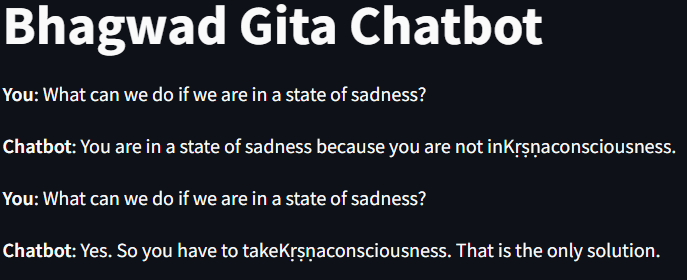 Bhagwad Gita Chatbot
You: What can we do if we are in a state of sadness?
Chatbot: You are in a state of sadness because you are not inKṛṣṇaconsciousness.
You: What can we do if we are in a state of sadness?
Chatbot: Yes. So you have to takeKṛṣṇaconsciousness. That is the only solution.